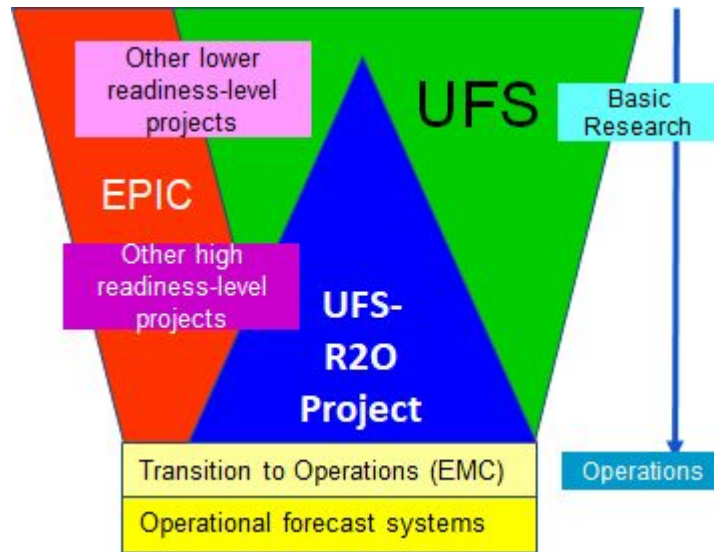 Other lower
readiness-level
projects
UFS
Basic
Research
EPIC
Other high
readiness-level
projects
UFS-
R2O
Project
Transition to Operations (EMC)
Operations
Operational forecast systems